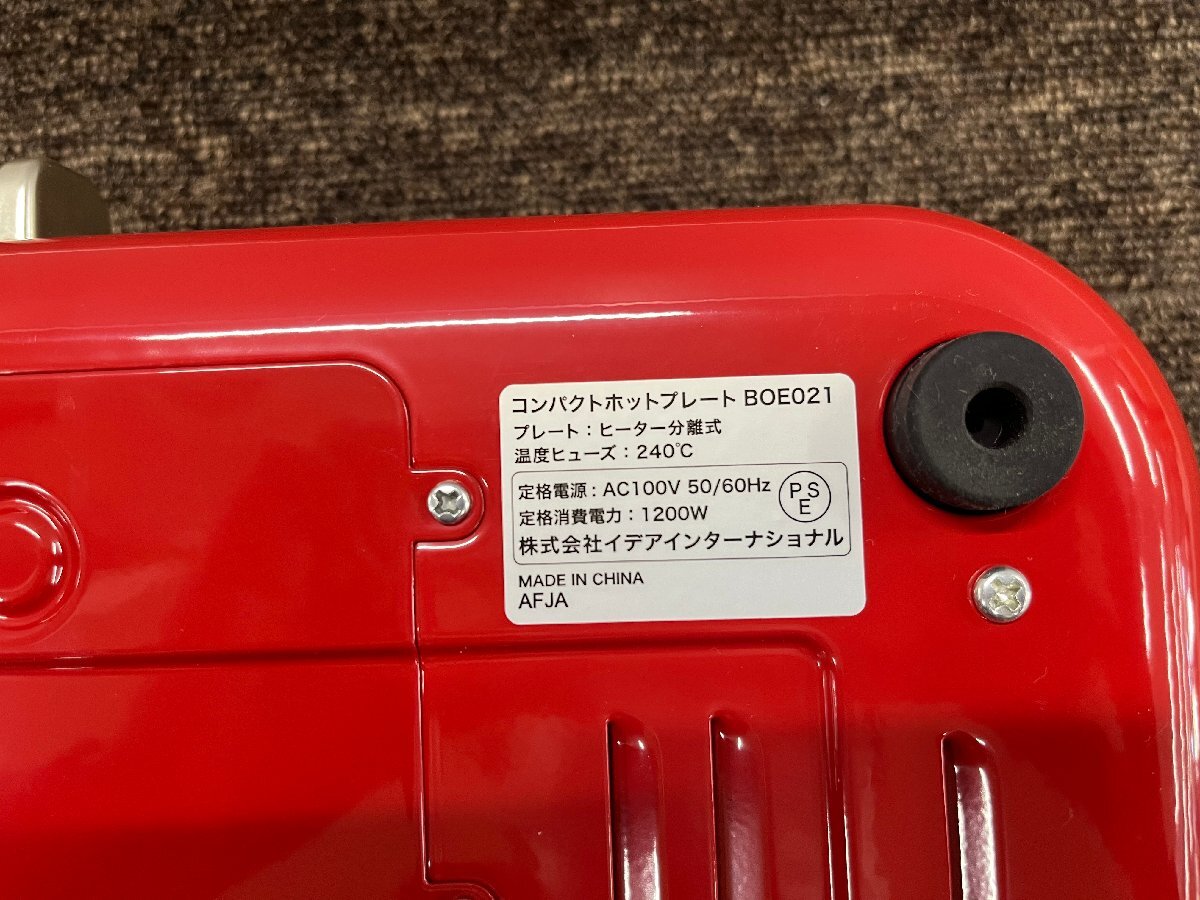 コンパクトホットプレート BOE021
プレート：ヒーター分離式
温度ヒューズ：240℃
定格電源：AC100V 50/60Hz
PSE
定格消費電力：1200W
株式会社イデアインターナショナル
MADE IN CHINA
AFJA